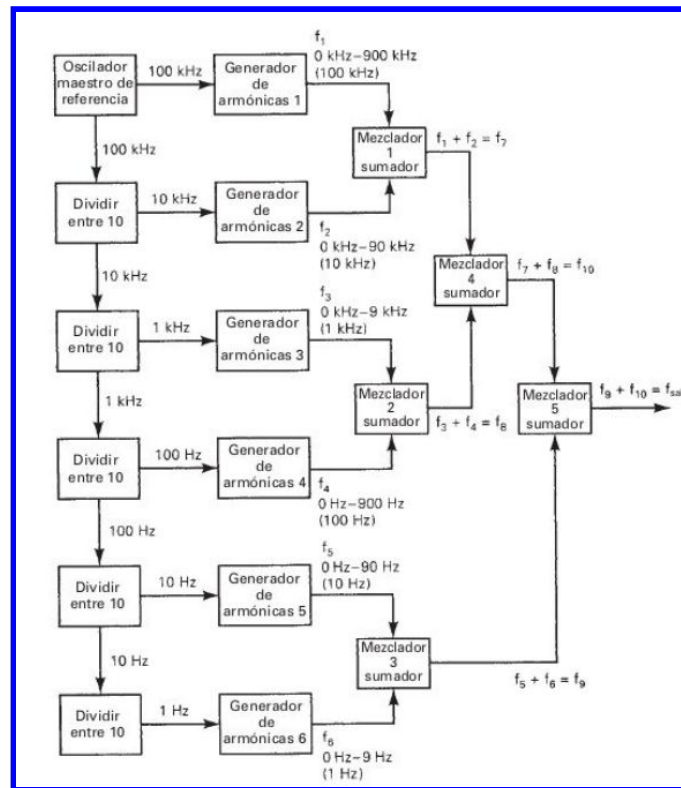 Oscilador
maestro de
referencia
100 kHz
Generador
de
armónicas 1
f₁
0 kHz–900 kHz
(100 kHz)
100 kHz
Mezclador
1
sumador
f₁ + f₂ = f₇
Dividir
entre 10
10 kHz
Generador
de
armónicas 2
f₂
0 kHz–90 kHz
(10 kHz)
10 kHz
Mezclador
4
sumador
f₇ + f₈ = f₁₀
Dividir
entre 10
1 kHz
Generador
de
armónicas 3
f₃
0 kHz–9 kHz
(1 kHz)
1 kHz
Mezclador
2
sumador
f₃ + f₄ = f₈
Mezclador
5
sumador
f₉ + f₁₀ = fsal
Dividir
entre 10
100 Hz
Generador
de
armónicas 4
f₄
0 Hz–900 Hz
(100 Hz)
100 Hz
Dividir
entre 10
10 Hz
Generador
de
armónicas 5
f₅
0 Hz–90 Hz
(10 Hz)
10 Hz
Mezclador
3
sumador
f₅ + f₆ = f₉
Dividir
entre 10
1 Hz
Generador
de
armónicas 6
f₆
0 Hz–9 Hz
(1 Hz)